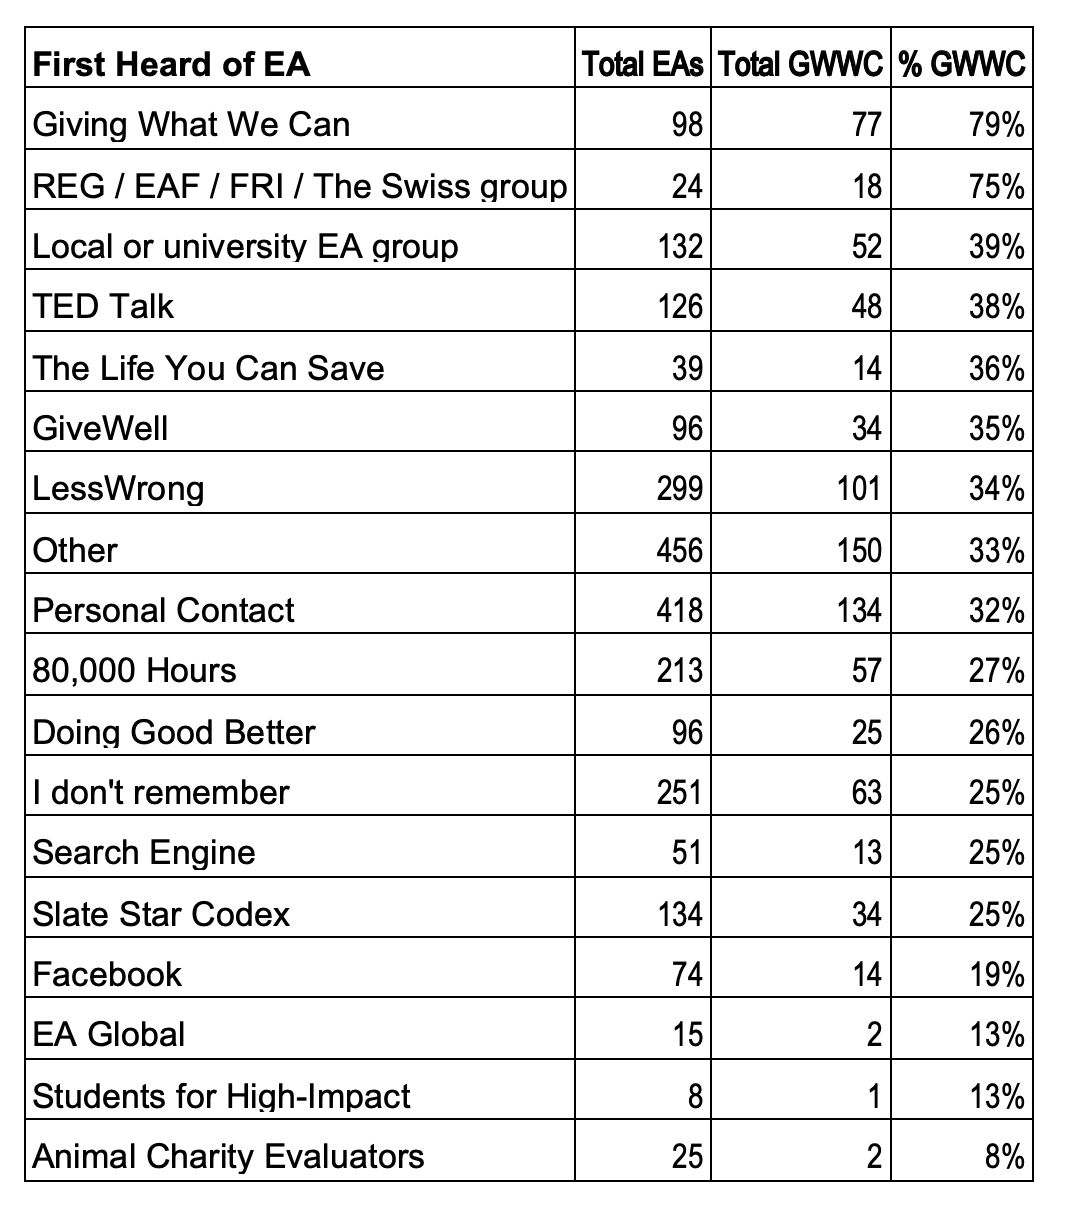 First Heard of EA Total EAs Total GWWC % GWWC
Giving What We Can 98 77 79%
REG / EAF / FRI / The Swiss group 24 18 75%
Local or university EA group 132 52 39%
TED Talk 126 48 38%
The Life You Can Save 39 14 36%
GiveWell 96 34 35%
LessWrong 299 101 34%
Other 456 150 33%
Personal Contact 418 134 32%
80,000 Hours 213 57 27%
Doing Good Better 96 25 26%
I don't remember 251 63 25%
Search Engine 51 13 25%
Slate Star Codex 134 34 25%
Facebook 74 14 19%
EA Global 15 2 13%
Students for High-Impact 8 1 13%
Animal Charity Evaluators 25 2 8%